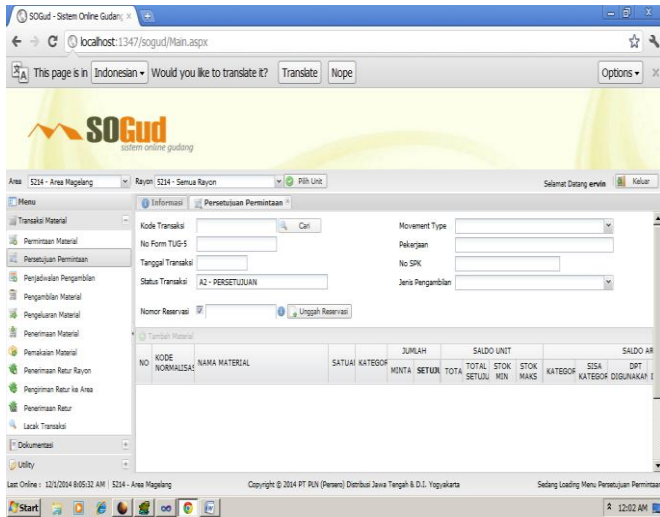 SOGud - Sistem Online Gudang
localhost:1347/sogud/Main.aspx
This page is in Indonesian Would you like to translate it? Translate Nope Options
SOGud
sistem online gudang
Area 5214 - Area Magelang Rayon 5214 - Semua Rayon Pilih Unit Selamat Datang ervin Keluar
Menu
Informasi Persetujuan Permintaan
Transaksi Material
Permintaan Material
Persetujuan Permintaan
Penjadwalan Pengambilan
Pengambilan Material
Pengeluaran Material
Penerimaan Material
Pemakaian Material
Penerimaan Retur Rayon
Pengiriman Retur ke Area
Penerimaan Retur
Lacak Transaksi
Dokumentasi
Utility
Kode Transaksi Cari Movement Type
No Form TUG-5 Pekerjaan
Tanggal Transaksi No SPK
Status Transaksi A2 - PERSETUJUAN Jenis Pengambilan
Nomor Reservasi Unggah Reservasi
Tambah Material
JUMLAH SALDO UNIT SALDO AR
NO KODE NORMALISAS NAMA MATERIAL SATUAI KATEGOR MINTA SETUJU TOTA TOTAL SETUJU STOK MIN STOK MAKS KATEGOR SISA KATEGOR DPT DIGUNAKAN
Last Online : 12/1/2014 8:05:32 AM 5214 - Area Magelang Copyright © 2014 PT PLN (Persero) Distribusi Jawa Tengah & D.I. Yogyakarta Sedang Loading Menu Persetujuan Permintaan
Start 12:02 AM